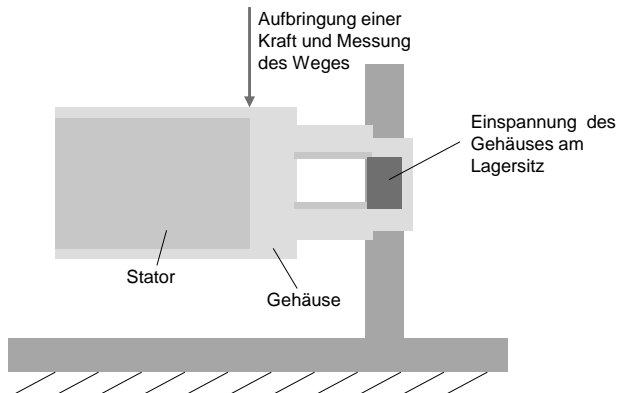 Aufbringung einer
Kraft und Messung
des Weges
Einspannung des
Gehäuses am
Lagersitz
Stator
Gehäuse